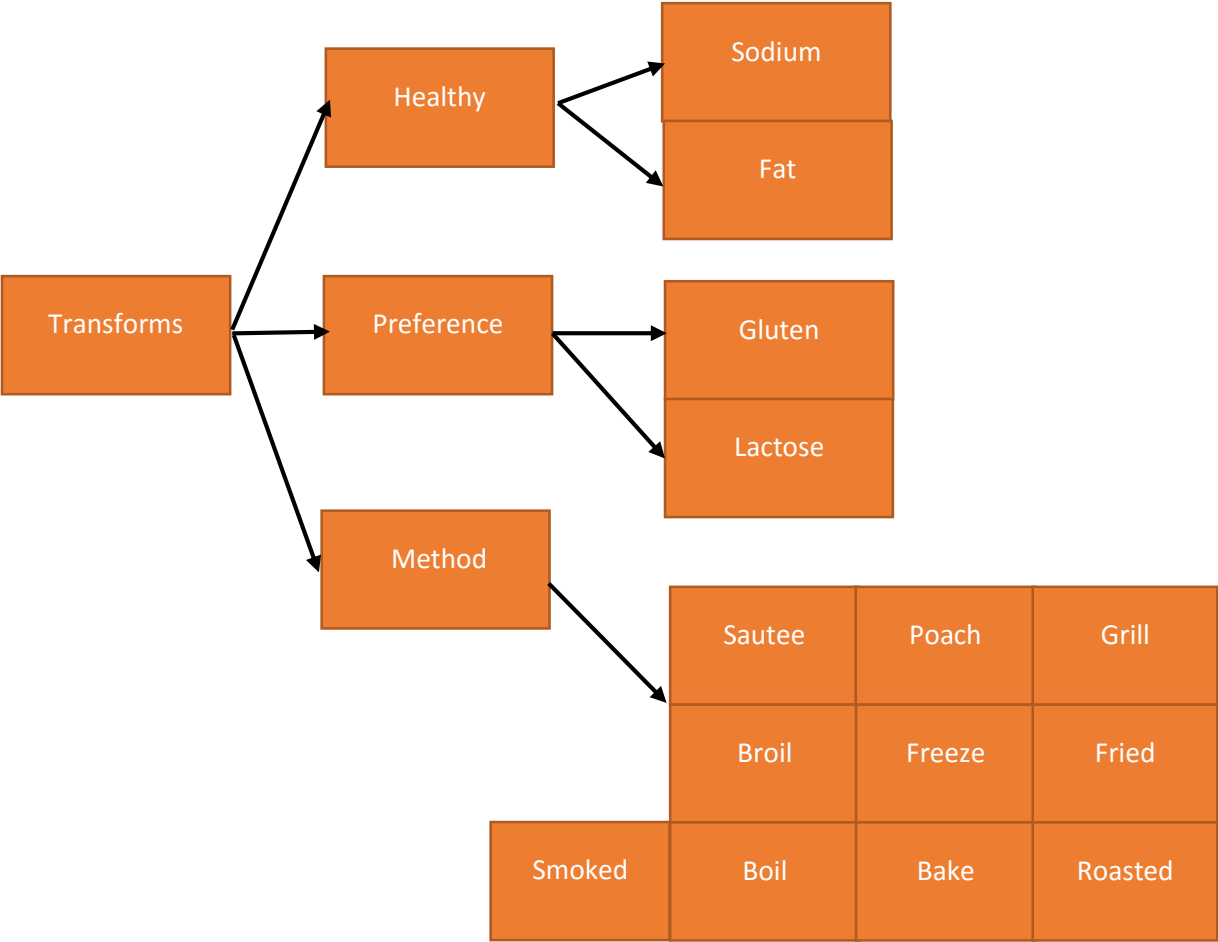 Sodium
Healthy
Fat
Transforms
Preference
Gluten
Lactose
Method
Sautee
Poach
Grill
Broil
Freeze
Fried
Smoked
Boil
Bake
Roasted